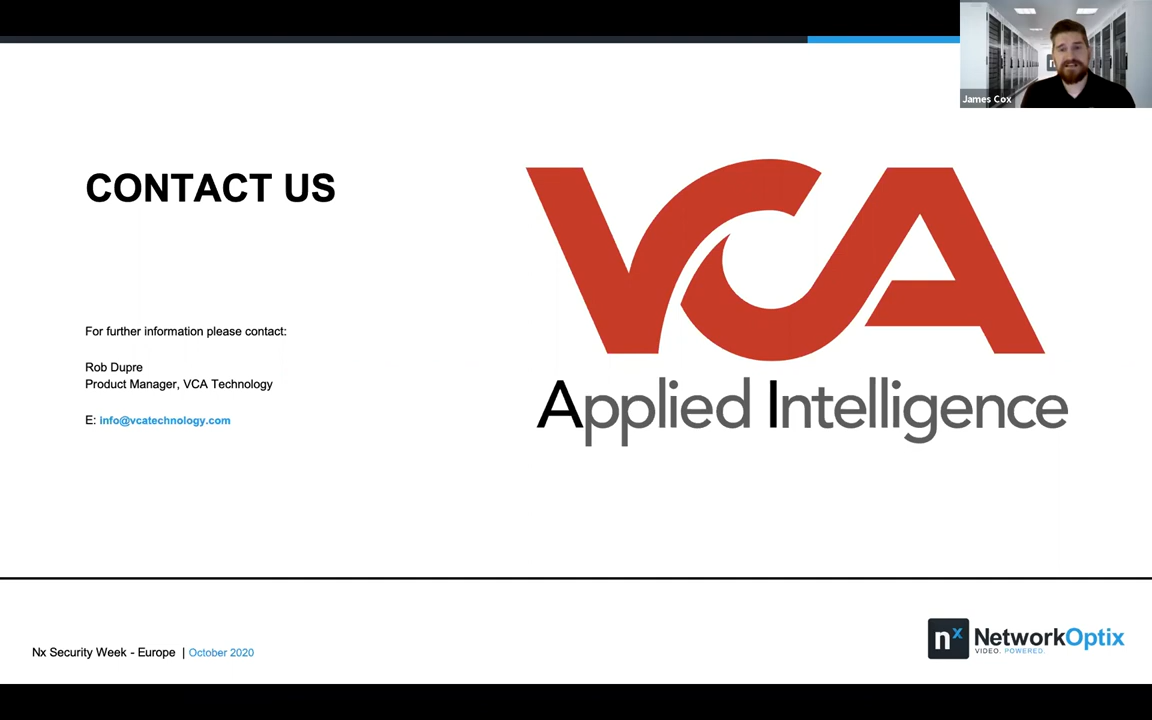 James Cox
CONTACT US
VCA
Applied Intelligence
For further information please contact:
Rob Dupre
Product Manager, VCA Technology
E: info@vcatechnology.com
Nx Security Week - Europe | October 2020
nx NetworkOptix
VIDEO. POWERED.